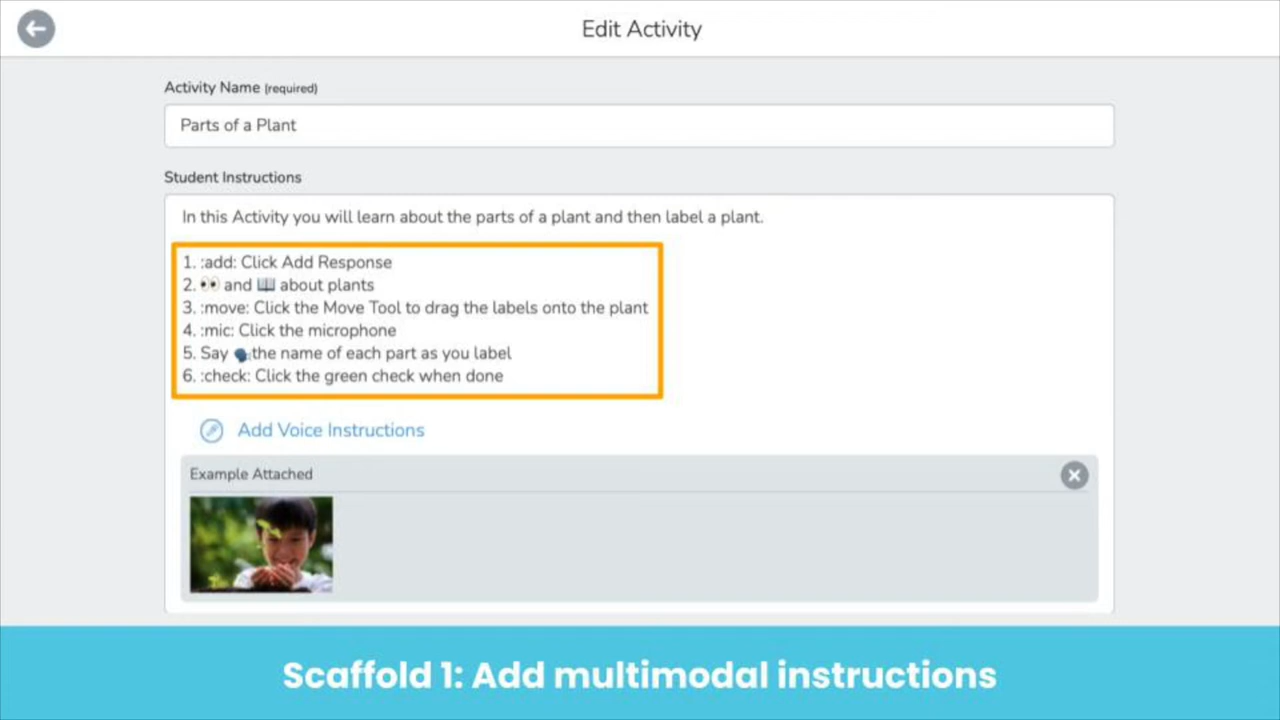 Edit Activity
Activity Name (required)
Parts of a Plant
Student Instructions
In this Activity you will learn about the parts of a plant and then label a plant.
1. :add: Click Add Response
2. 👀 and 📖 about plants
3. :move: Click the Move Tool to drag the labels onto the plant
4. :mic: Click the microphone
5. Say 🗣️the name of each part as you label
6. :check: Click the green check when done
Add Voice Instructions
Example Attached
Scaffold 1: Add multimodal instructions